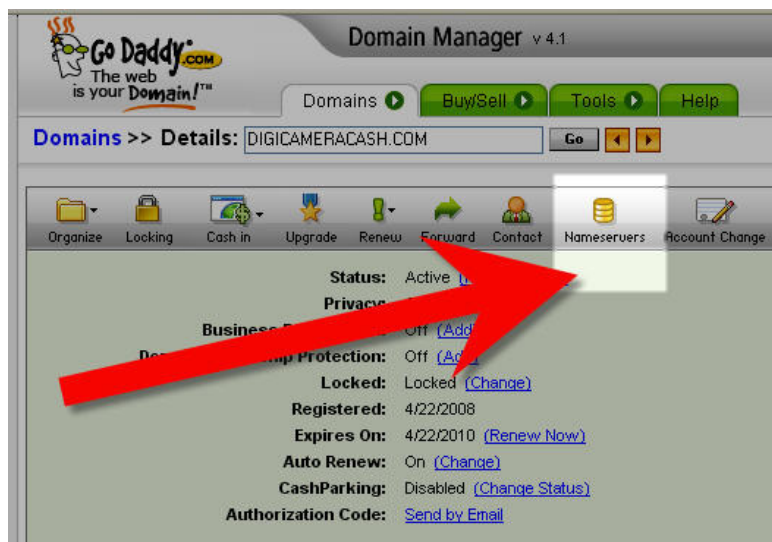 Go Daddy.COM
The web
is your Domain!™
Domain Manager v 4.1
Domains Buy/Sell Tools Help
Domains >> Details: DIGICAMERACASH.COM Go
Organize Locking Cash in Upgrade Renew Forward Contact Nameservers Account Change
Status: Active
Privacy:
Business Off (Add)
Protection: Off
Locked: Locked (Change)
Registered: 4/22/2008
Expires On: 4/22/2010 (Renew Now)
Auto Renew: On (Change)
CashParking: Disabled (Change Status)
Authorization Code: Send by Email